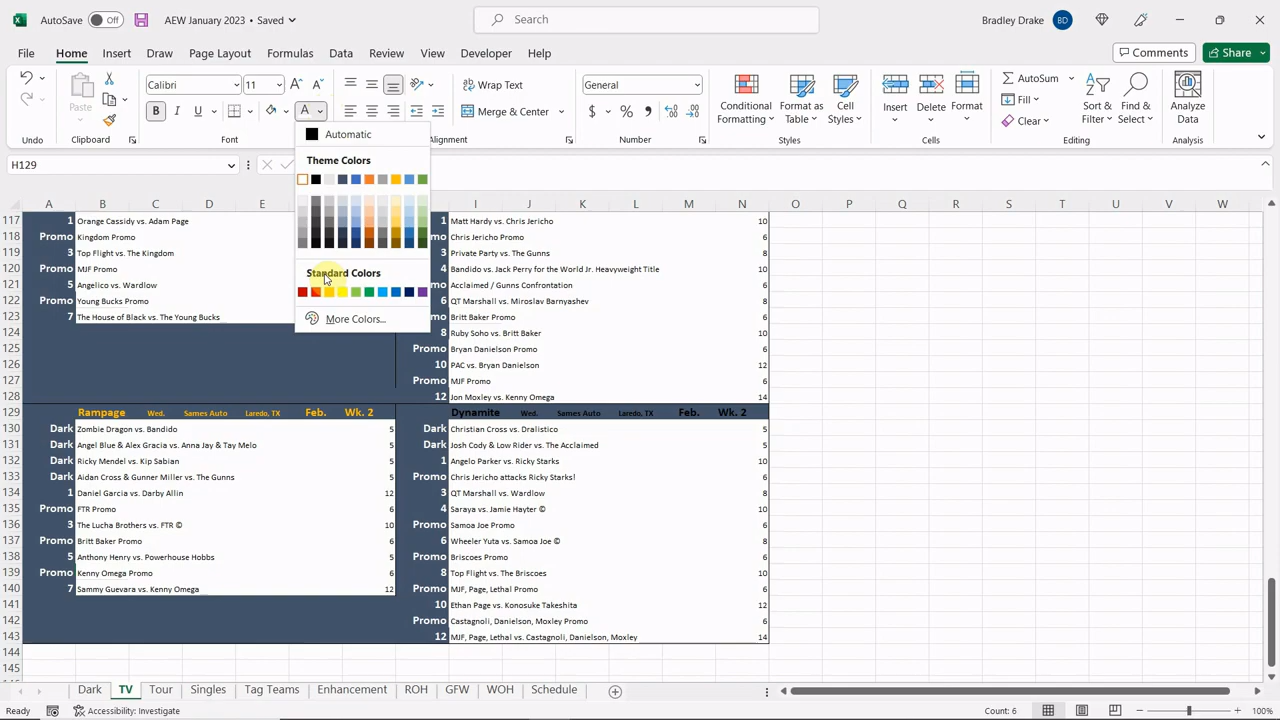 AutoSave Off AEW January 2023 • Saved Search Bradley Drake BD
File Home Insert Draw Page Layout Formulas Data Review View Developer Help Comments Share
Paste Calibri 11 A A Wrap Text General Conditional Formatting Format as Table Cell Styles Insert Delete Format AutoSum Sort & Filter Find & Select Analyze Data
B I U A Merge & Center $ % Fill
Clear
Undo Clipboard Font Alignment Number Styles Cells Analysis
H129
Automatic
Theme Colors
Standard Colors
More Colors...
A B C D E I J K L M N O P Q R S T U V W
117 1 Orange Cassidy vs. Adam Page 1 Matt Hardy vs. Chris Jericho 10
118 Promo Kingdom Promo Promo Chris Jericho Promo 6
119 3 Top Flight vs. The Kingdom 3 Private Party vs. The Gunns 8
120 Promo MJF Promo 4 Bandido vs. Jack Perry for the World Jr. Heavyweight Title 10
121 5 Angelico vs. Wardlow Promo Acclaimed / Gunns Confrontation 6
122 Promo Young Bucks Promo 6 QT Marshall vs. Miroslav Barnyashev 8
123 7 The House of Black vs. The Young Bucks Promo Britt Baker Promo 6
124 8 Ruby Soho vs. Britt Baker 10
125 Promo Bryan Danielson Promo 6
126 10 PAC vs. Bryan Danielson 12
127 Promo MJF Promo 6
128 12 Jon Moxley vs. Kenny Omega 14
129 Rampage Wed. Sames Auto Laredo, TX Feb. Wk. 2 Dynamite Wed. Sames Auto Laredo, TX Feb. Wk. 2
130 Dark Zombie Dragon vs. Bandido 5 Dark Christian Cross vs. Dralistico 5
131 Dark Angel Blue & Alex Gracia vs. Anna Jay & Tay Melo 5 Dark Josh Cody & Low Rider vs. The Acclaimed 5
132 Dark Ricky Mendel vs. Kip Sabian 5 1 Angelo Parker vs. Ricky Starks 10
133 Dark Aidan Cross & Gunner Miller vs. The Gunns 5 Promo Chris Jericho attacks Ricky Starks! 6
134 1 Daniel Garcia vs. Darby Allin 12 3 QT Marshall vs. Wardlow 8
135 Promo FTR Promo 6 4 Saraya vs. Jamie Hayter © 10
136 3 The Lucha Brothers vs. FTR © 10 Promo Samoa Joe Promo 6
137 Promo Britt Baker Promo 6 6 Wheeler Yuta vs. Samoa Joe © 8
138 5 Anthony Henry vs. Powerhouse Hobbs 5 Promo Briscoes Promo 6
139 Promo Kenny Omega Promo 6 8 Top Flight vs. The Briscoes 10
140 7 Sammy Guevara vs. Kenny Omega 12 Promo MJF, Page, Lethal Promo 6
141 10 Ethan Page vs. Konosuke Takeshita 12
142 Promo Castagnoli, Danielson, Moxley Promo 6
143 12 MJF, Page, Lethal vs. Castagnoli, Danielson, Moxley 14
144
145
Dark TV Tour Singles Tag Teams Enhancement ROH GFW WOH Schedule
Ready Accessibility: Investigate Count: 6 100%